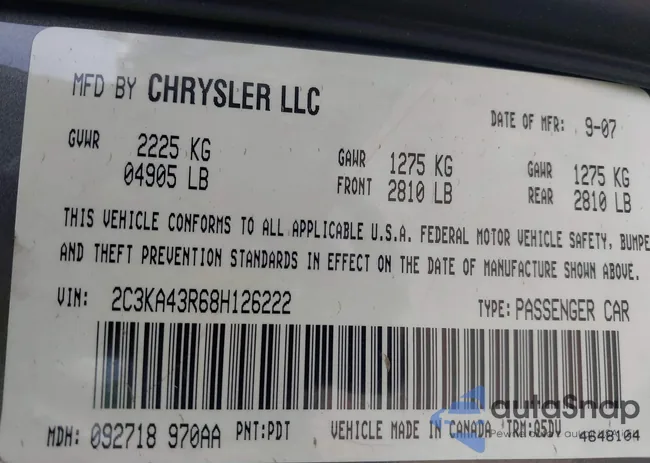 MFD BY CHRYSLER LLC
DATE OF MFR: 9-07
GVWR 2225 KG
04905 LB
GAWR FRONT 1275 KG
2810 LB
GAWR REAR 1275 KG
2810 LB
THIS VEHICLE CONFORMS TO ALL APPLICABLE U.S.A. FEDERAL MOTOR VEHICLE SAFETY, BUMPE
AND THEFT PREVENTION STANDARDS IN EFFECT ON THE DATE OF MANUFACTURE SHOWN ABOVE.
VIN: 2C3KA43R68H126222 TYPE: PASSENGER CAR
MDH: 092718 970AA PNT:PDT VEHICLE MADE IN CANADA TRM:A5DV 4648104
autoSnap